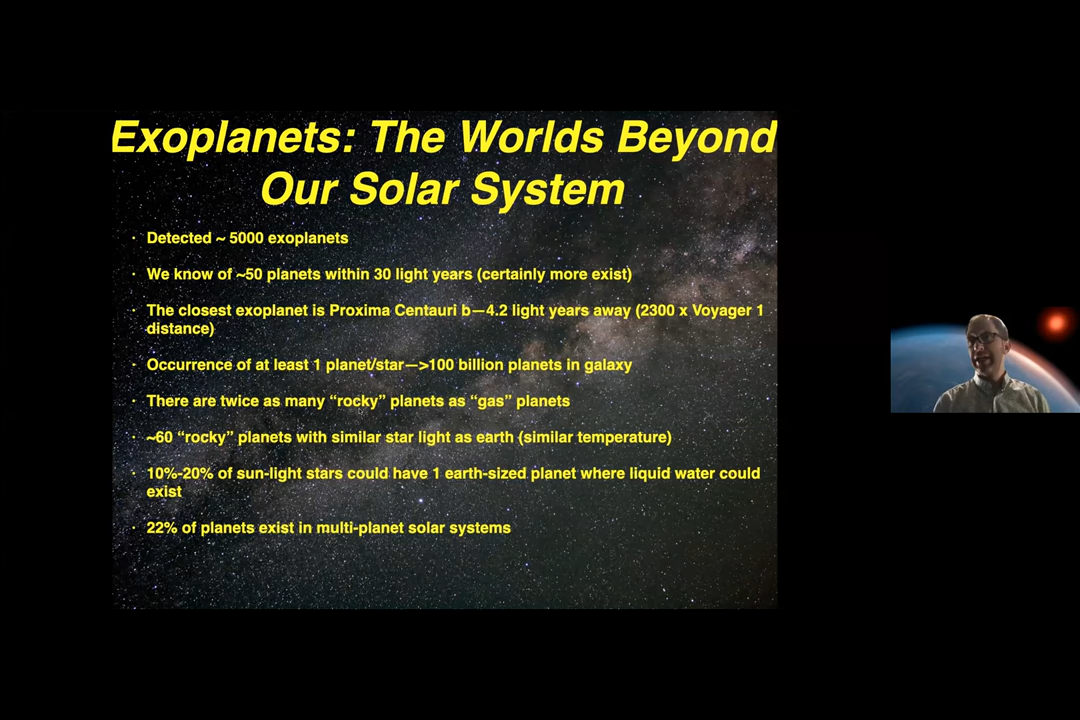 Exoplanets: The Worlds Beyond
Our Solar System
· Detected ~ 5000 exoplanets
· We know of ~50 planets within 30 light years (certainly more exist)
· The closest exoplanet is Proxima Centauri b—4.2 light years away (2300 x Voyager 1
distance)
· Occurrence of at least 1 planet/star—>100 billion planets in galaxy
· There are twice as many “rocky” planets as “gas” planets
· ~60 “rocky” planets with similar star light as earth (similar temperature)
· 10%-20% of sun-light stars could have 1 earth-sized planet where liquid water could
exist
· 22% of planets exist in multi-planet solar systems